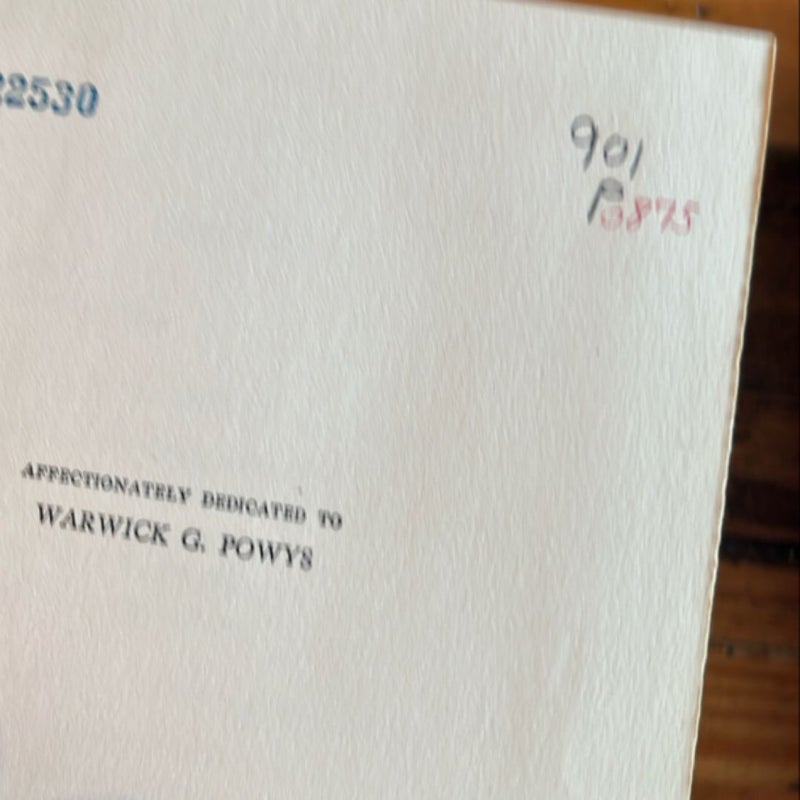 22530
901
P3875
AFFECTIONATELY DEDICATED TO
WARWICK G. POWYS